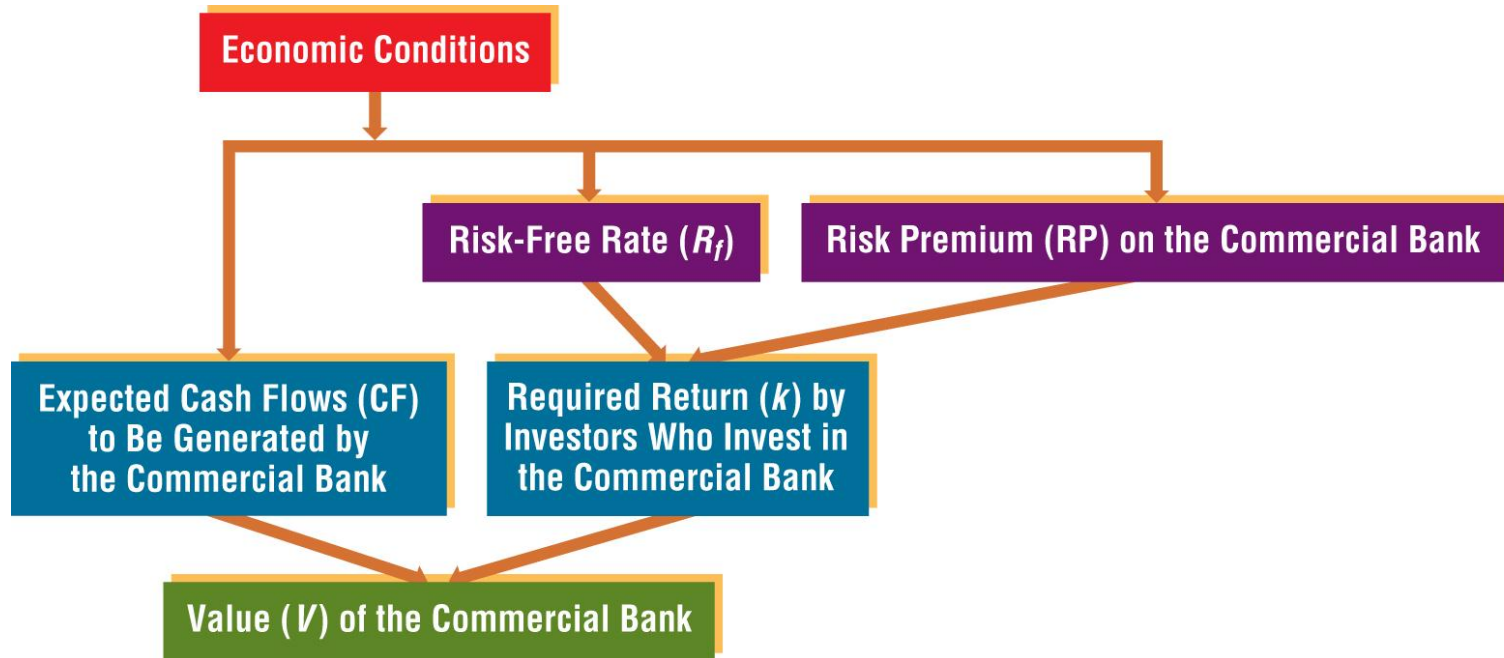 Economic Conditions
Risk-Free Rate (Rf)
Risk Premium (RP) on the Commercial Bank
Expected Cash Flows (CF)
to Be Generated by
the Commercial Bank
Required Return (k) by
Investors Who Invest in
the Commercial Bank
Value (V) of the Commercial Bank